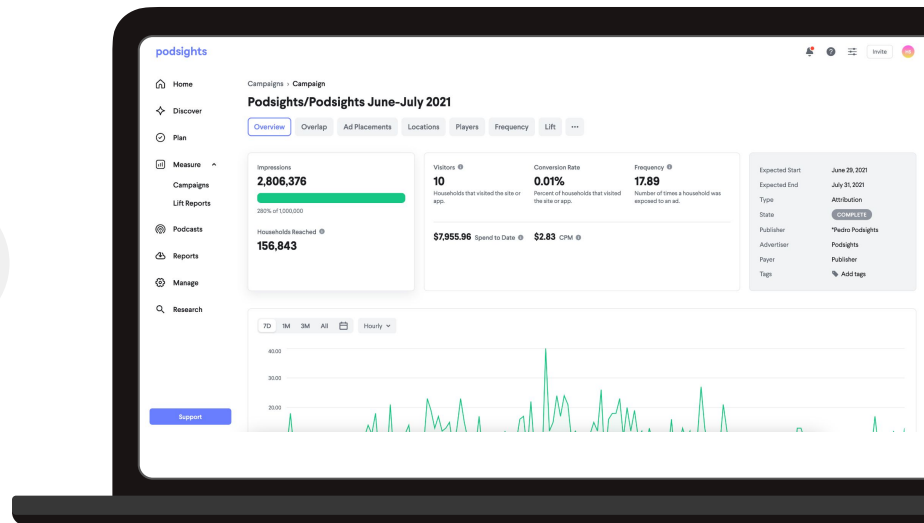 podsights
Invite
Home
Discover
Plan
Measure
Campaigns
Lift Reports
Podcasts
Reports
Manage
Research
Support
Campaigns › Campaign
Podsights/Podsights June-July 2021
Overview Overlap Ad Placements Locations Players Frequency Lift ...
Impressions
2,806,376
280% of 1,000,000
Households Reached
156,843
Visitors
10
Households that visited the site or
app.
Conversion Rate
0.01%
Percent of households that visited
the site or app.
Frequency
17.89
Number of times a household was
exposed to an ad.
$7,955.96 Spend to Date $2.83 CPM
Expected Start June 29, 2021
Expected End July 31, 2021
Type Attribution
State COMPLETE
Publisher *Pedro Podsights
Advertiser Podsights
Payer Publisher
Tags Add tags
7D 1M 3M All Hourly
40.00
30.00
20.00